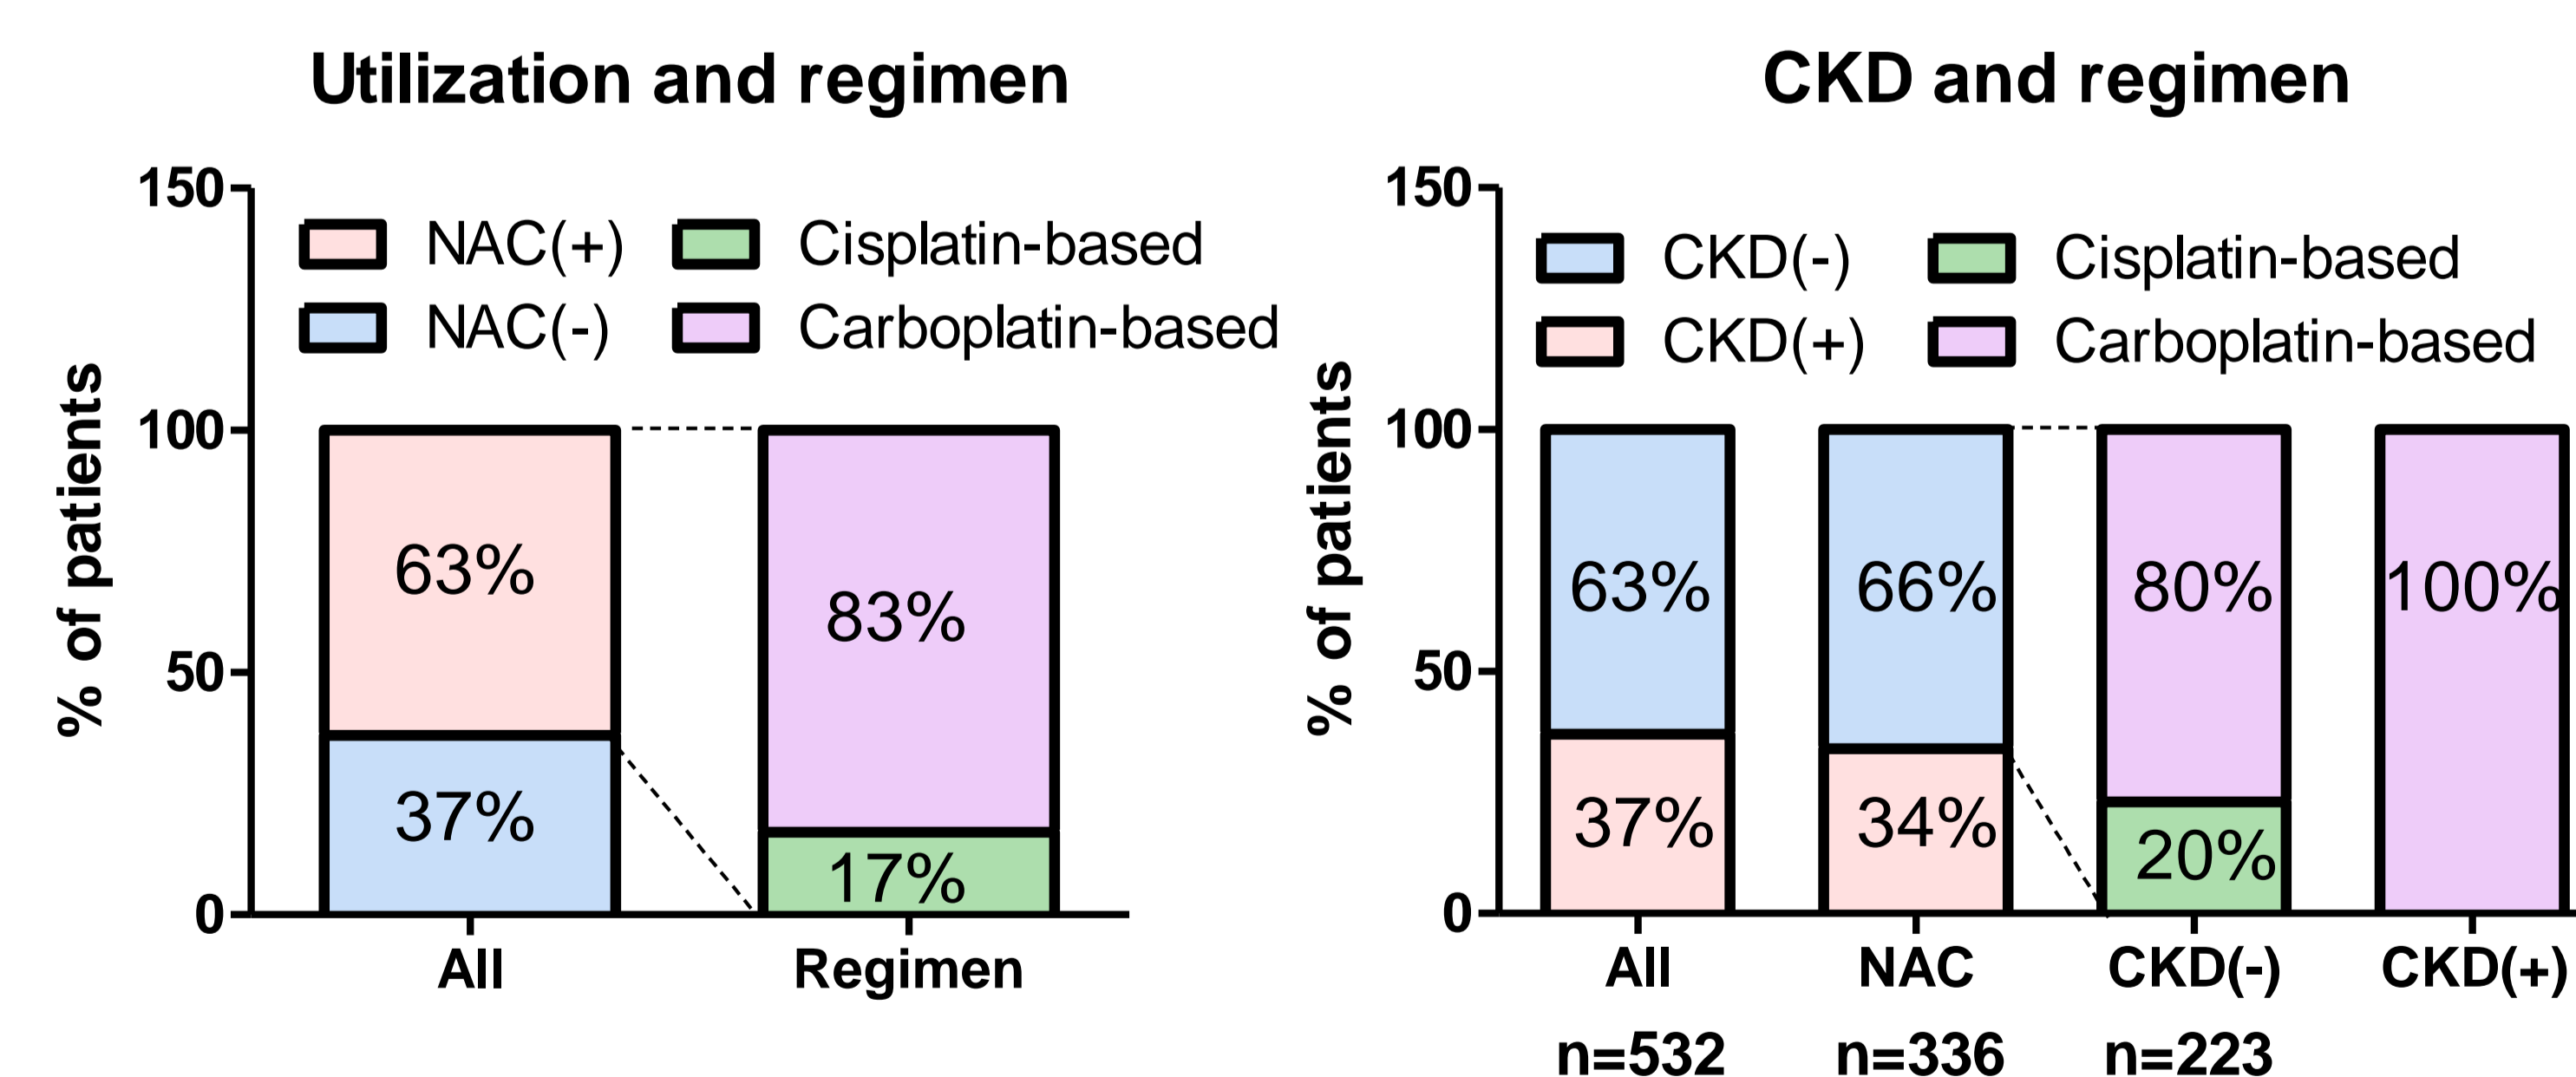 Utilization and regimen
150
100
50
0
% of patients
NAC(+)
Cisplatin-based
NAC(-)
Carboplatin-based
63%
37%
83%
17%
All
Regimen
CKD and regimen
150
100
50
0
% of patients
CKD(-)
Cisplatin-based
CKD(+)
Carboplatin-based
63%
66%
80%
100%
37%
34%
20%
All
NAC
CKD(-)
CKD(+)
n=532
n=336
n=223